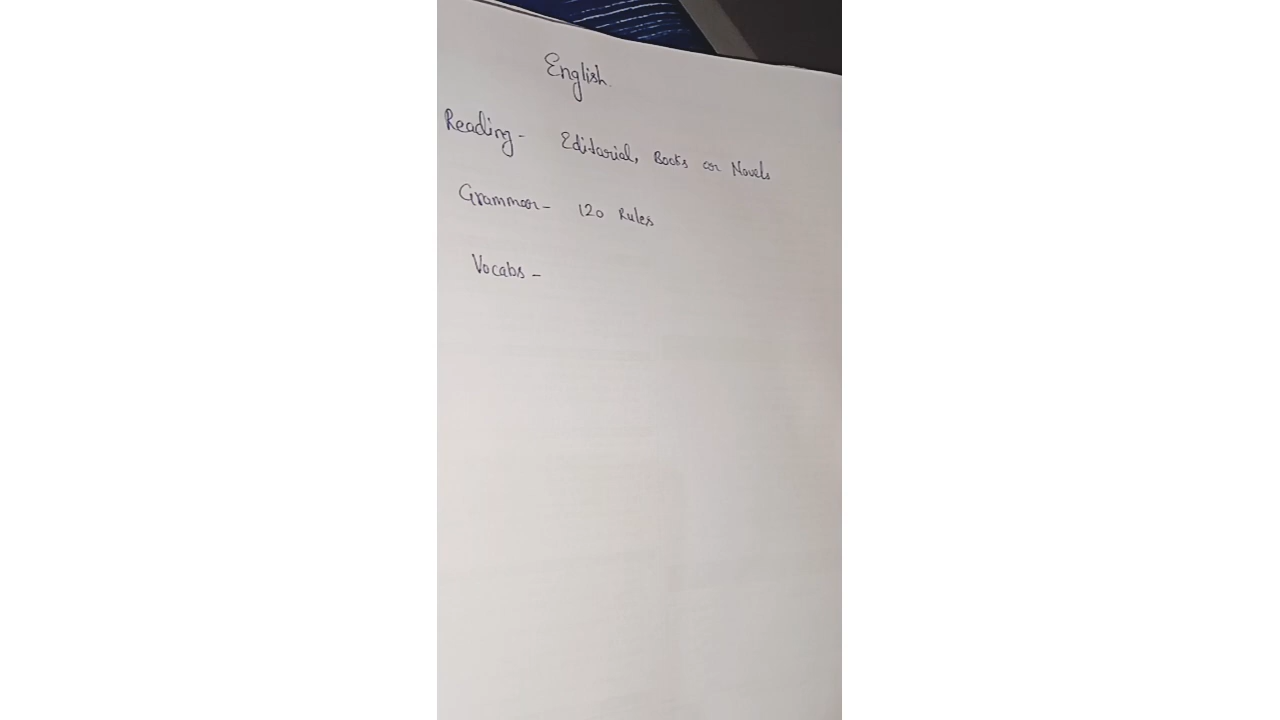 English.
Reading - Editorial, Books or Novels
Grammar - 120 Rules
Vocabs -